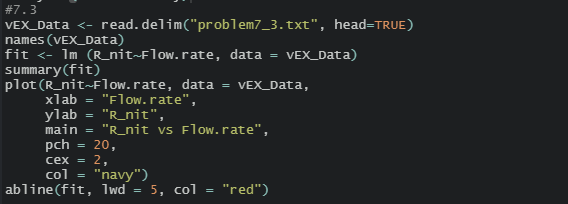 #7.3
vEX_Data <- read.delim("problem7_3.txt", head=TRUE)
names(vEX_Data)
fit <- lm (R_nit~Flow.rate, data = vEX_Data)
summary(fit)
plot(R_nit~Flow.rate, data = vEX_Data,
     xlab = "Flow.rate",
     ylab = "R_nit",
     main = "R_nit vs Flow.rate",
     pch = 20,
     cex = 2,
     col = "navy")
abline(fit, lwd = 5, col = "red")